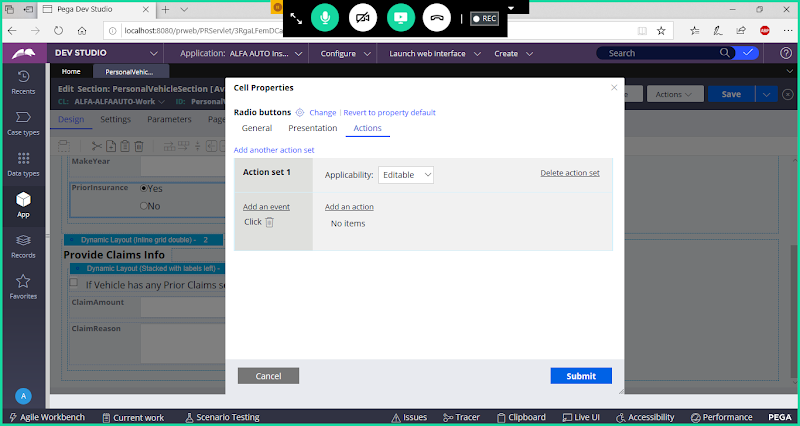 Pega Dev Studio
REC
localhost:8080/prweb/PRServlet/3RgaLFemDCa
DEV STUDIO
Application: ALFA AUTO Ins...
Configure
Launch web interface
Create
Search
Recents
Case types
Data types
App
Records
Favorites
A
Home
PersonalVehic...
Edit Section: PersonalVehicleSection [Av
CL: ALFA-ALFAAUTO-Work
ID: PersonalV
Actions
Save
Design
Settings
Parameters
Page
MakeYear
PriorInsurance
Yes
No
Dynamic Layout (Inline grid double) - 2
Provide Claims Info
Dynamic Layout (Stacked with labels left) -
If Vehicle has any Prior Claims se
ClaimAmount
ClaimReason
Cell Properties
Radio buttons
Change | Revert to property default
General
Presentation
Actions
Add another action set
Action set 1
Applicability:
Editable
Delete action set
Add an event
Add an action
Click
No items
Cancel
Submit
Agile Workbench
Current work
Scenario Testing
Issues
Tracer
Clipboard
Live UI
Accessibility
Performance
PEGA